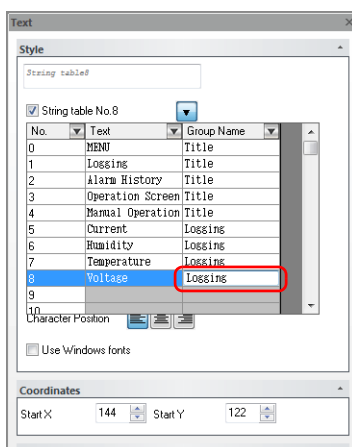 Text
Style
String table8
String table No.8
No. Text Group Name
0 MENU Title
1 Logging Title
2 Alarm History Title
3 Operation Screen Title
4 Manual Operation Title
5 Current Logging
6 Humidity Logging
7 Temperature Logging
8 Voltage Logging
9
10
Character Position
Use Windows fonts
Coordinates
Start X 144 Start Y 122